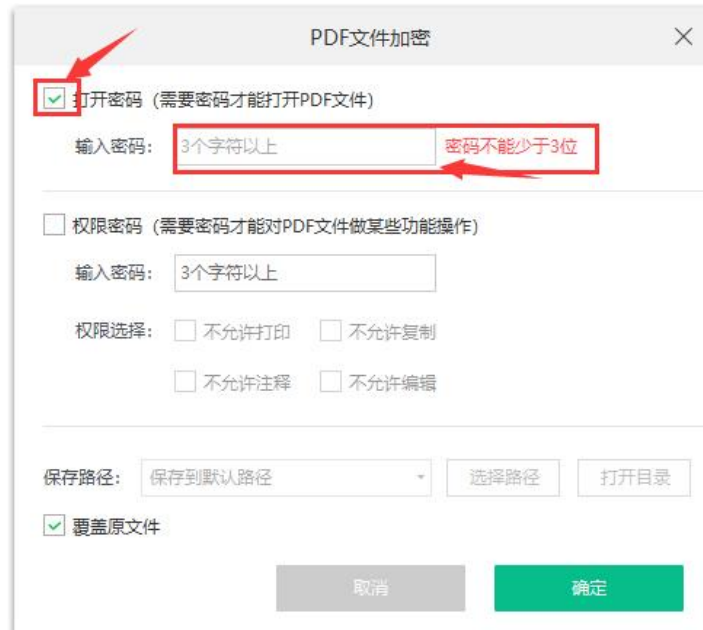 PDF文件加密
打开密码 (需要密码才能打开PDF文件)
输入密码: 3个字符以上 密码不能少于3位
权限密码 (需要密码才能对PDF文件做某些功能操作)
输入密码: 3个字符以上
权限选择: 不允许打印 不允许复制
不允许注释 不允许编辑
保存路径: 保存到默认路径 选择路径 打开目录
覆盖原文件
取消 确定